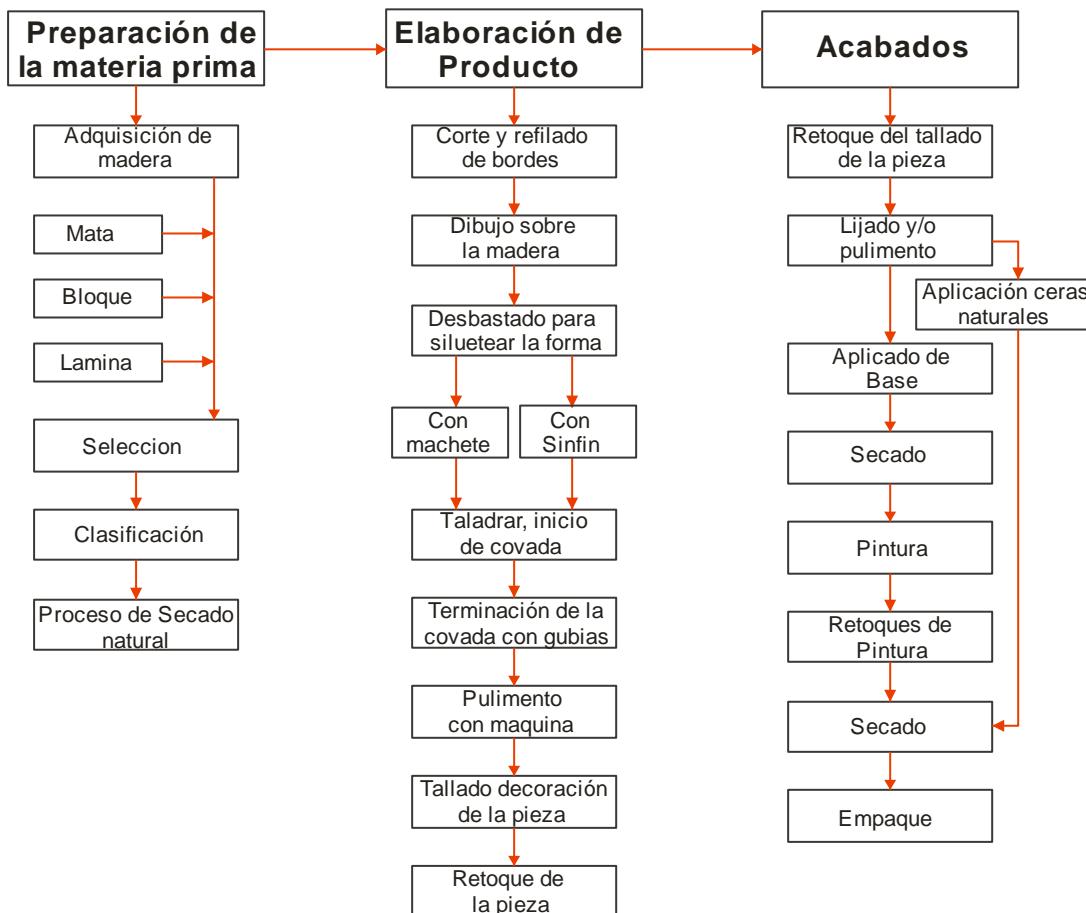 Preparación de
la materia prima
Adquisición de
madera
Mata
Bloque
Lamina
Seleccion
Clasificación
Proceso de Secado
natural
Elaboración de
Producto
Corte y refilado
de bordes
Dibujo sobre
la madera
Desbastado para
siluetear la forma
Con
machete
Con
Sinfin
Taladrar, inicio
de covada
Terminación de la
covada con gubias
Pulimento
con maquina
Tallado decoración
de la pieza
Retoque de
la pieza
Acabados
Retoque del tallado
de la pieza
Lijado y/o
pulimento
Aplicación ceras
naturales
Aplicado de
Base
Secado
Pintura
Retoques de
Pintura
Secado
Empaque